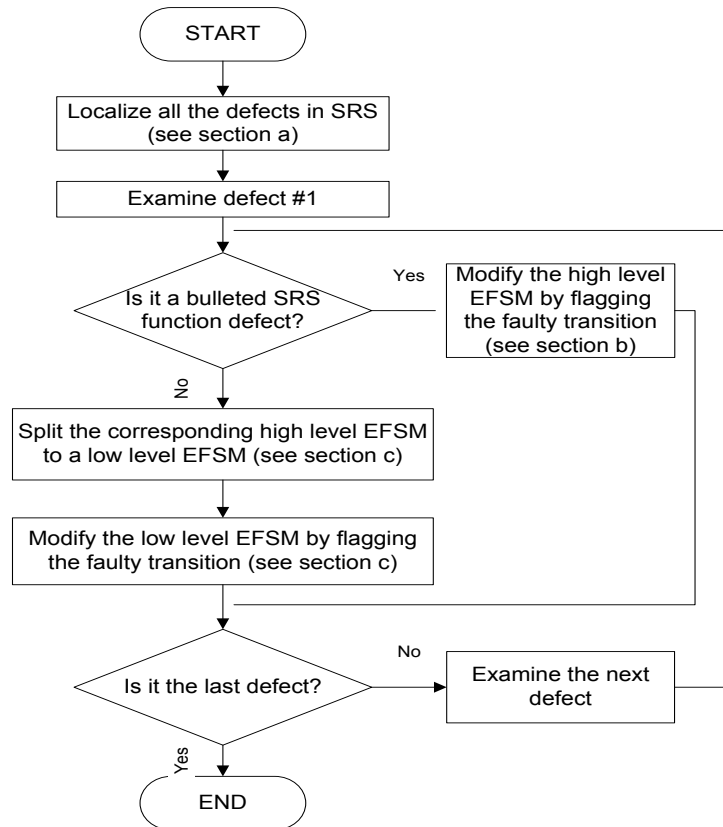 START
Localize all the defects in SRS
(see section a)
Examine defect #1
Is it a bulleted SRS
function defect?
Yes
Modify the high level
EFSM by flagging
the faulty transition
(see section b)
No
Split the corresponding high level EFSM
to a low level EFSM (see section c)
Modify the low level EFSM by flagging
the faulty transition (see section c)
Is it the last defect?
No
Examine the next
defect
Yes
END